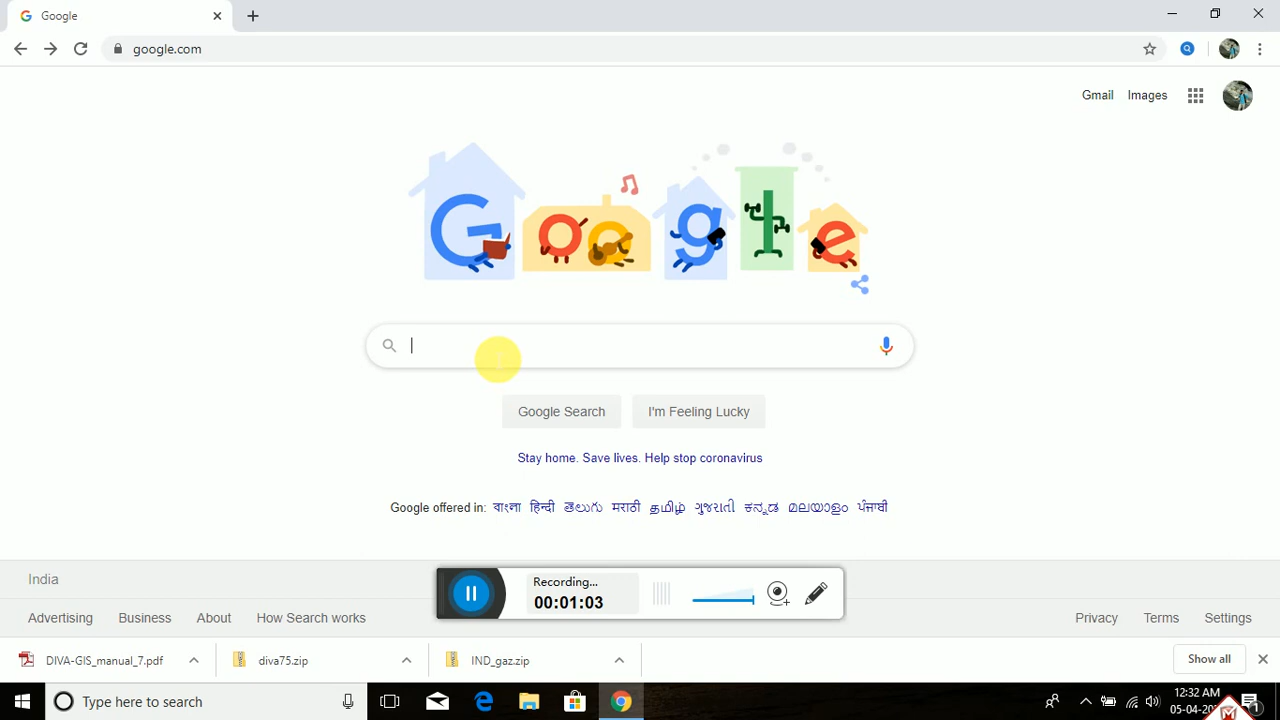 Google
google.com
Gmail Images
Google
Google Search I'm Feeling Lucky
Stay home. Save lives. Help stop coronavirus
Google offered in: বাংলা हिन्दी తెలుగు मराठी தமிழ் ગુજરાતી ಕನ್ನಡ മലയാളം ਪੰਜਾਬੀ
India
Recording...
00:01:03
Advertising Business About How Search works Privacy Terms Settings
DIVA-GIS_manual_7.pdf diva75.zip IND_gaz.zip Show all
Type here to search
12:32 AM
05-04-
1